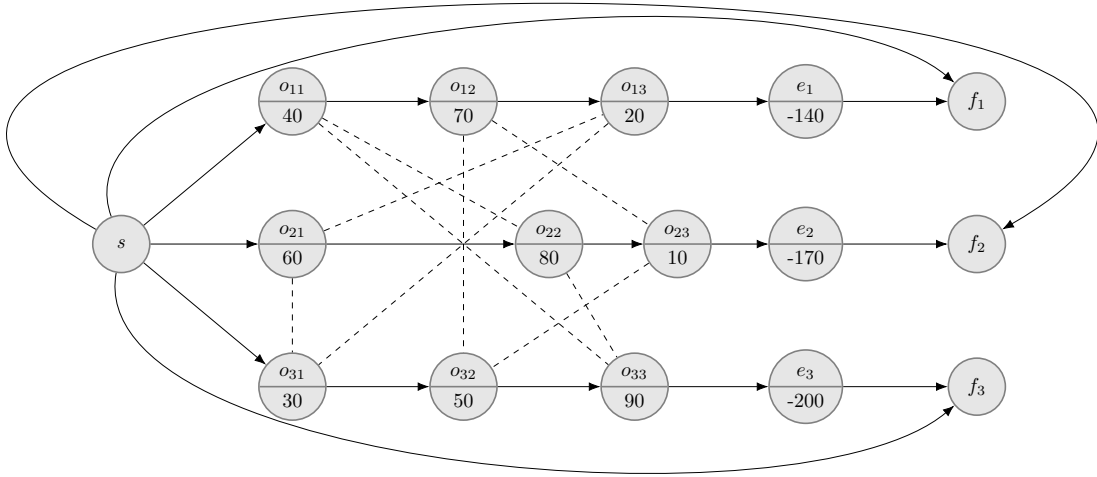 o₁₁ o₁₂ o₁₃ e₁
40 70 20 -140 f₁
o₂₁ o₂₂ o₂₃ e₂
s 60 80 10 -170 f₂
o₃₁ o₃₂ o₃₃ e₃
30 50 90 -200 f₃